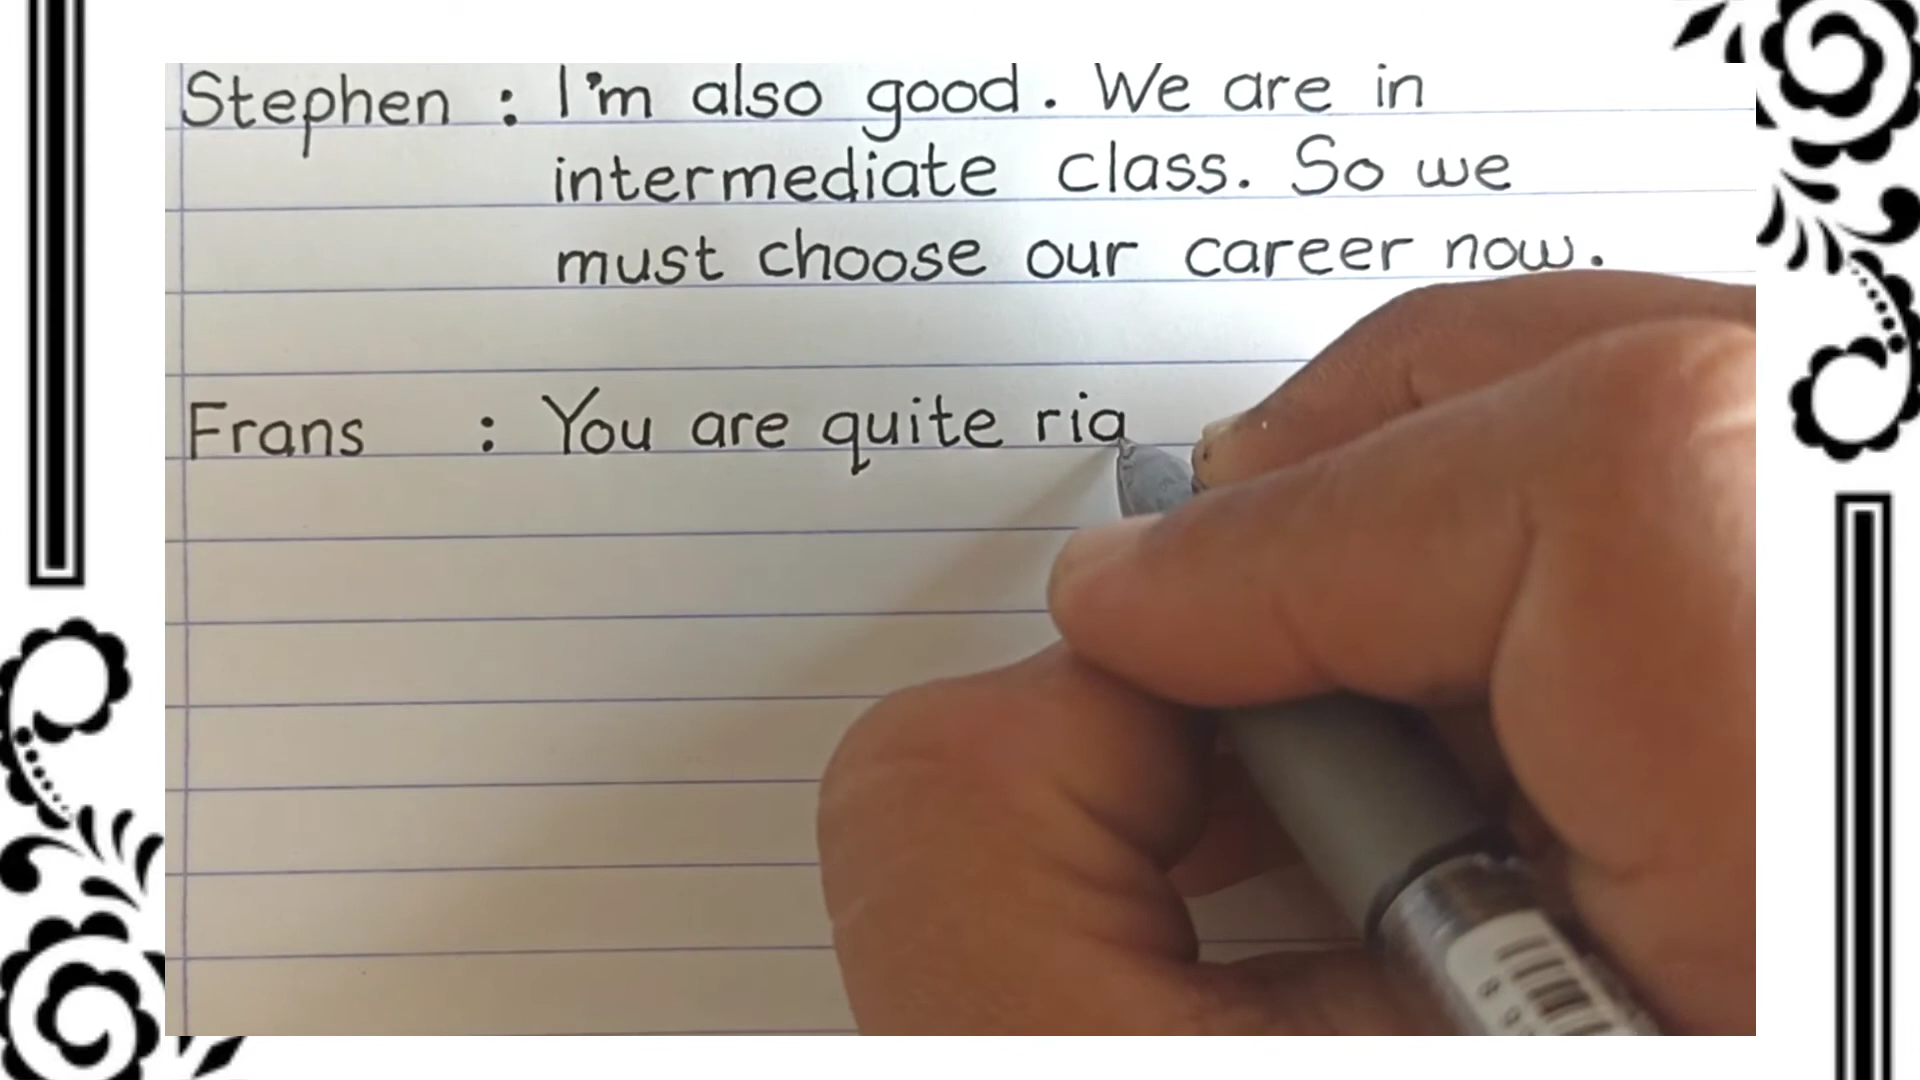 Stephen : I'm also good. We are in
intermediate class. So we
must choose our career now.
Frans : You are quite ria